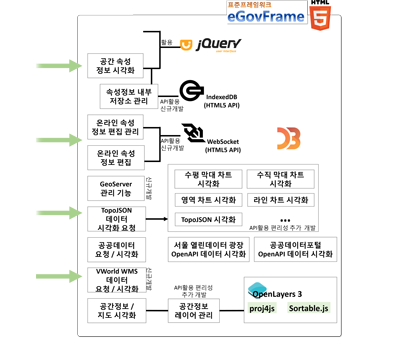 표준프레임워크
eGovFrame
HTML
5
활용
jQuery
공간 속성
정보 시각화
속성정보 내부
저장소 관리
API활용
신규개발
IndexedDB
(HTML5 API)
온라인 속성
정보 편집 관리
API활용
신규개발
WebSocket
(HTML5 API)
온라인 속성
정보 편집
GeoServer
관리 기능
신규개발
수평 막대 차트
시각화
수직 막대 차트
시각화
영역 차트 시각화
라인 차트 시각화
TopoJSON
데이터
시각화 요청
TopoJSON 시각화
...
API활용 편리성 추가 개발
공공데이터
요청 / 시각화
서울 열린데이터 광장
OpenAPI 데이터 시각화
공공데이터포털
OpenAPI 데이터 시각화
VWorld WMS
데이터
요청 / 시각화
신규개발
API활용 편리성
추가 개발
OpenLayers 3
공간정보 /
지도 시각화
공간정보
레이어 관리
proj4js
Sortable.js